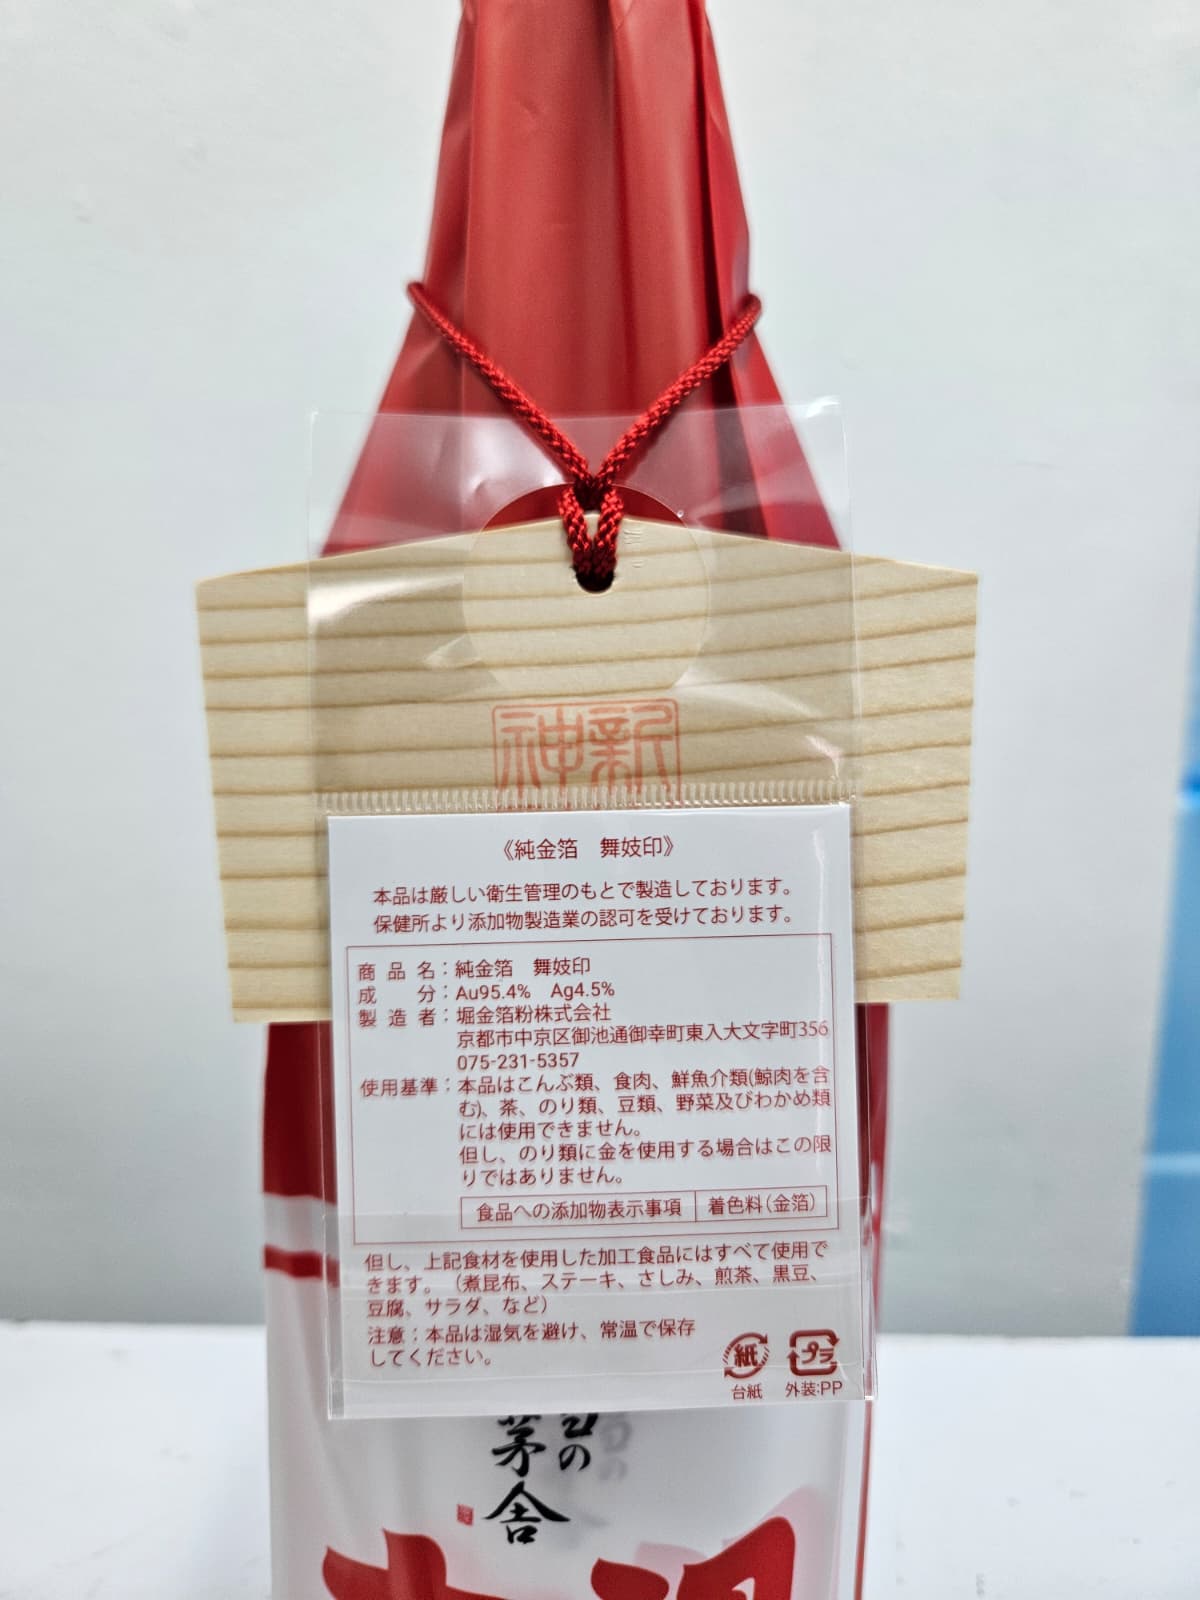 神新
《純金箔　舞妓印》
本品は厳しい衛生管理のもとで製造しております。
保健所より添加物製造業の認可を受けております。
商品名：純金箔　舞妓印
成　分：Au95.4%　Ag4.5%
製造者：堀金箔粉株式会社
京都市中京区御池通御幸町東入大文字町356
075-231-5357
使用基準：本品はこんぶ類、食肉、鮮魚介類(鯨肉を含
む)、茶、のり類、豆類、野菜及びわかめ類
には使用できません。
但し、のり類に金を使用する場合はこの限
りではありません。
食品への添加物表示事項　着色料(金箔)
但し、上記食材を使用した加工食品にはすべて使用で
きます。（煮昆布、ステーキ、さしみ、煎茶、黒豆、
豆腐、サラダ、など）
注意：本品は湿気を避け、常温で保存
してください。
紙
台紙
プラ
外装:PP
の
茅舎